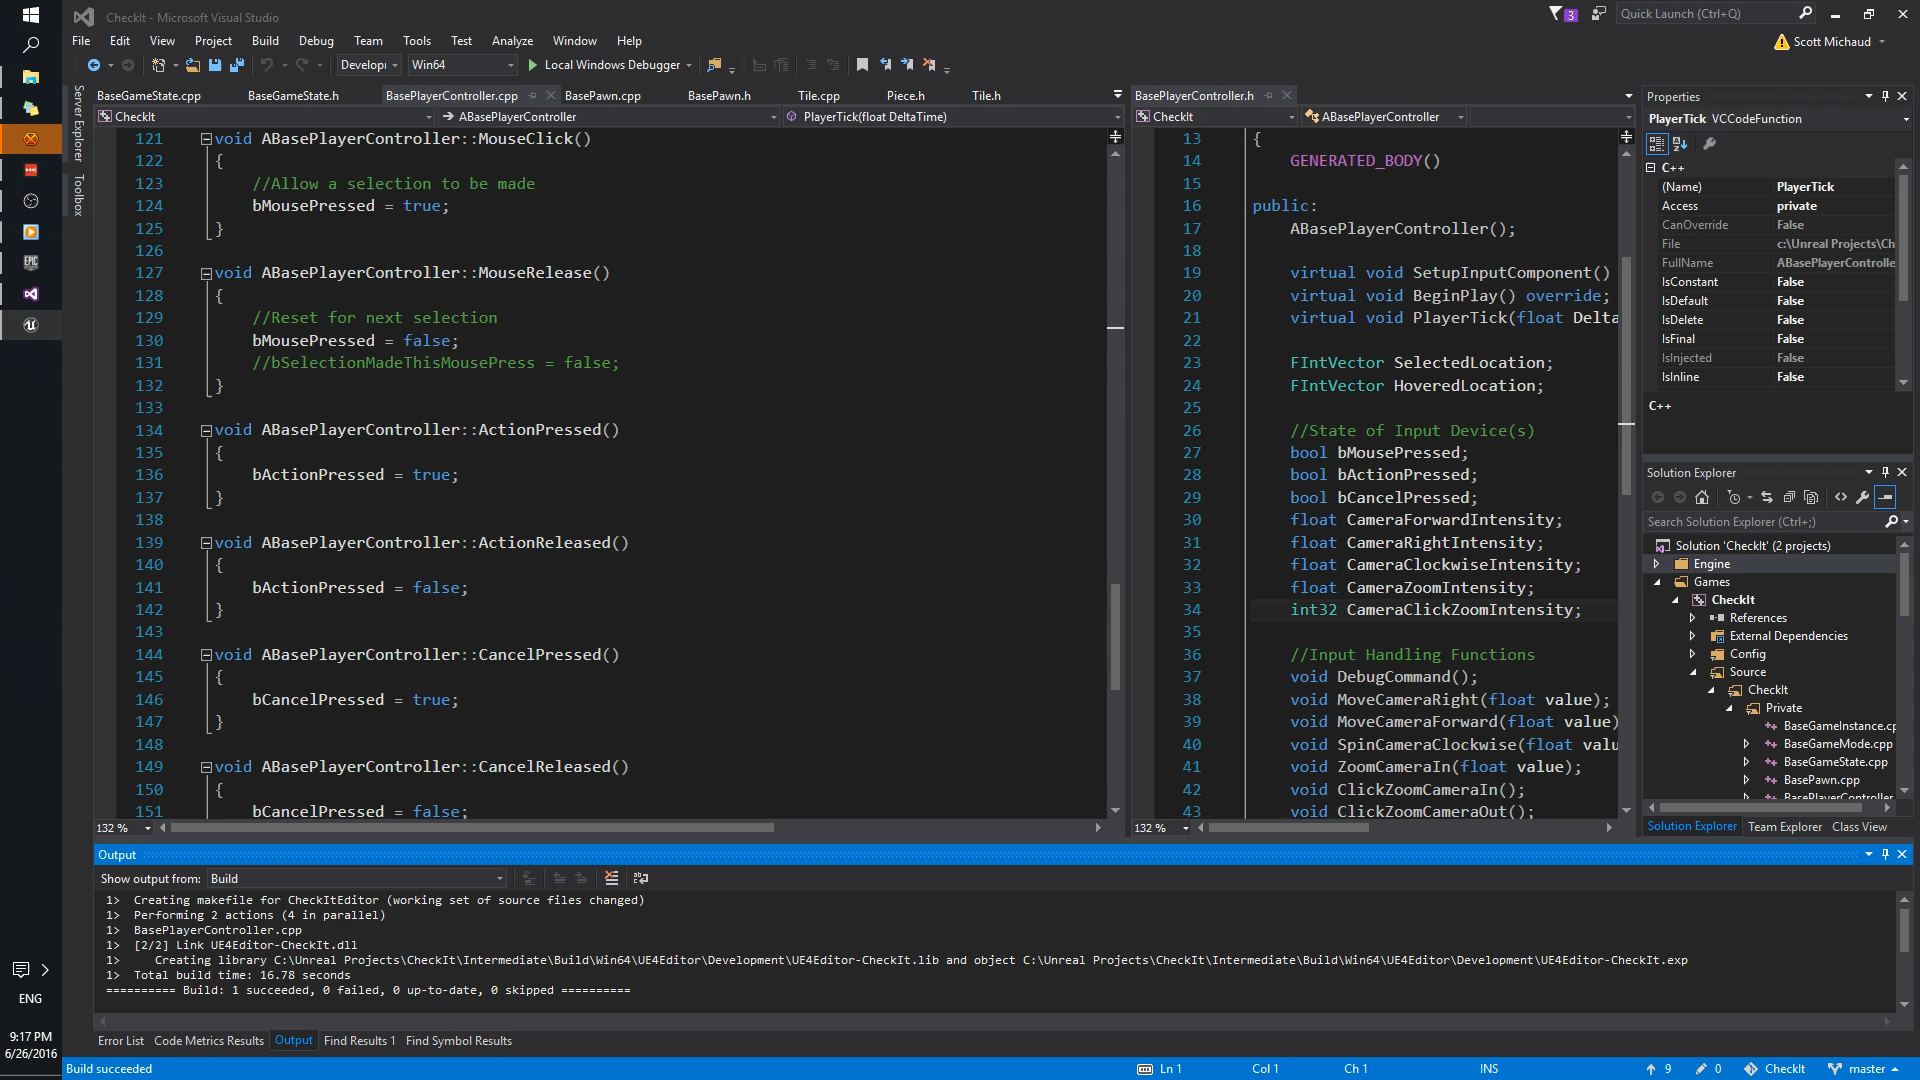 CheckIt - Microsoft Visual Studio
3
Quick Launch (Ctrl+Q)
File Edit View Project Build Debug Team Tools Test Analyze Window Help
Scott Michaud
Develop Win64 Local Windows Debugger
Server Explorer
Toolbox
BaseGameState.cpp BaseGameState.h BasePlayerController.cpp BasePawn.cpp BasePawn.h Tile.cpp Piece.h Tile.h
CheckIt ABasePlayerController PlayerTick(float DeltaTime)
121 void ABasePlayerController::MouseClick()
122 {
123 //Allow a selection to be made
124 bMousePressed = true;
125 }
126
127 void ABasePlayerController::MouseRelease()
128 {
129 //Reset for next selection
130 bMousePressed = false;
131 //bSelectionMadeThisMousePress = false;
132 }
133
134 void ABasePlayerController::ActionPressed()
135 {
136 bActionPressed = true;
137 }
138
139 void ABasePlayerController::ActionReleased()
140 {
141 bActionPressed = false;
142 }
143
144 void ABasePlayerController::CancelPressed()
145 {
146 bCancelPressed = true;
147 }
148
149 void ABasePlayerController::CancelReleased()
150 {
151 bCancelPressed = false;
132 %
BasePlayerController.h
CheckIt ABasePlayerController
13 {
14 GENERATED_BODY()
15
16 public:
17 ABasePlayerController();
18
19 virtual void SetupInputComponent()
20 virtual void BeginPlay() override;
21 virtual void PlayerTick(float Delta
22
23 FIntVector SelectedLocation;
24 FIntVector HoveredLocation;
25
26 //State of Input Device(s)
27 bool bMousePressed;
28 bool bActionPressed;
29 bool bCancelPressed;
30 float CameraForwardIntensity;
31 float CameraRightIntensity;
32 float CameraClockwiseIntensity;
33 float CameraZoomIntensity;
34 int32 CameraClickZoomIntensity;
35
36 //Input Handling Functions
37 void DebugCommand();
38 void MoveCameraRight(float value);
39 void MoveCameraForward(float value)
40 void SpinCameraClockwise(float valu
41 void ZoomCameraIn(float value);
42 void ClickZoomCameraIn();
43 void ClickZoomCameraOut();
132 %
Properties
PlayerTick VCCodeFunction
C++
(Name) PlayerTick
Access private
CanOverride False
File c:\Unreal Projects\Ch
FullName ABasePlayerControlle
IsConstant False
IsDefault False
IsDelete False
IsFinal False
IsInjected False
IsInline False
C++
Solution Explorer
Search Solution Explorer (Ctrl+;)
Solution 'CheckIt' (2 projects)
Engine
Games
CheckIt
References
External Dependencies
Config
Source
CheckIt
Private
BaseGameInstance.cp
BaseGameMode.cpp
BaseGameState.cpp
BasePawn.cpp
BasePlayerController
Solution Explorer Team Explorer Class View
Output
Show output from: Build
1> Creating makefile for CheckItEditor (working set of source files changed)
1> Performing 2 actions (4 in parallel)
1> BasePlayerController.cpp
1> [2/2] Link UE4Editor-CheckIt.dll
1> Creating library C:\Unreal Projects\CheckIt\Intermediate\Build\Win64\UE4Editor\Development\UE4Editor-CheckIt.lib and object C:\Unreal Projects\CheckIt\Intermediate\Build\Win64\UE4Editor\Development\UE4Editor-CheckIt.exp
1> Total build time: 16.78 seconds
========== Build: 1 succeeded, 0 failed, 0 up-to-date, 0 skipped ==========
Error List Code Metrics Results Output Find Results 1 Find Symbol Results
Build succeeded Ln 1 Col 1 Ch 1 INS 9 0 CheckIt master
EPIC
ENG
9:17 PM
6/26/2016